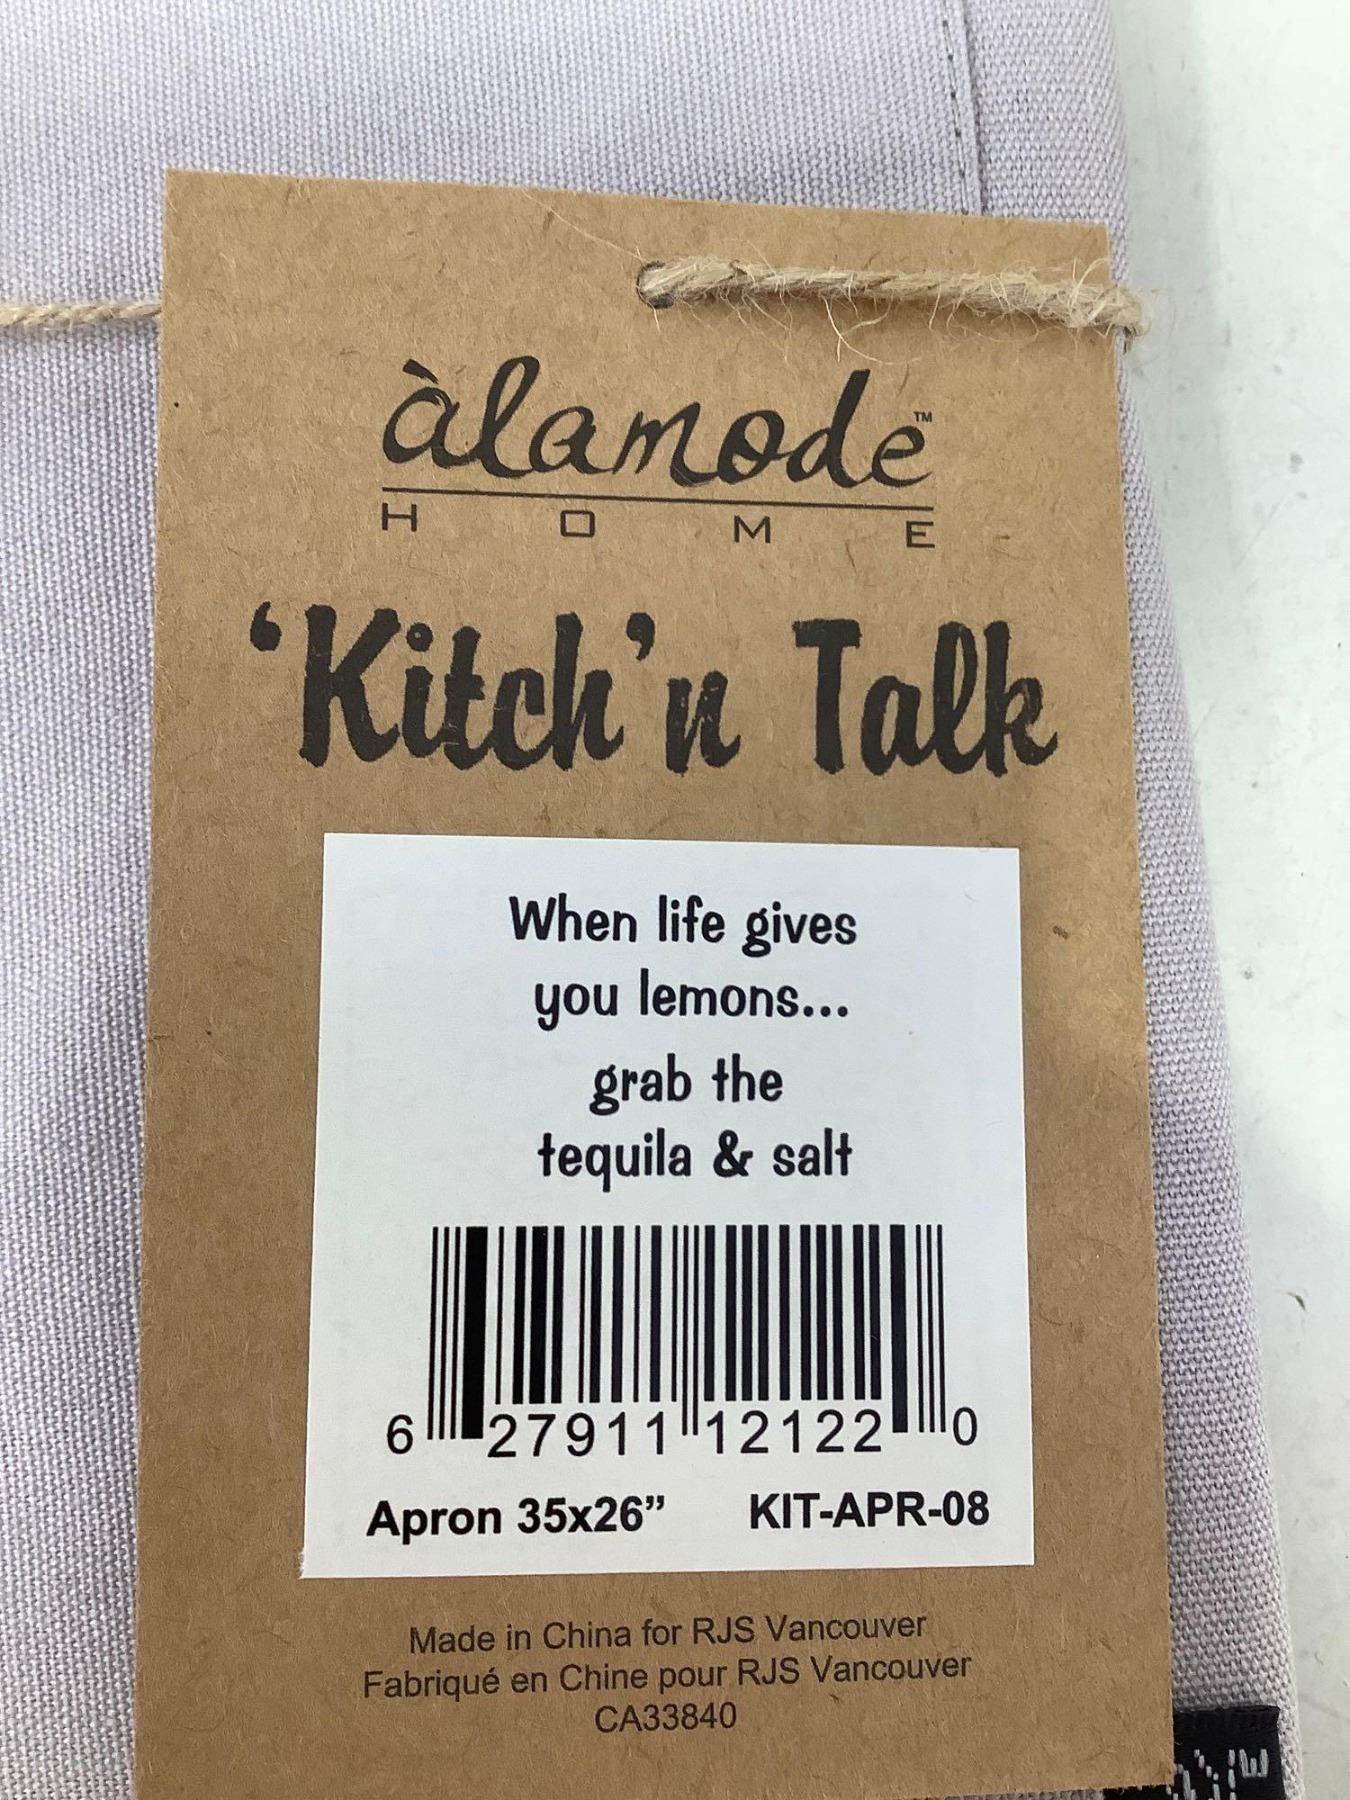 àlamode™
HOME
‘Kitch’n Talk
When life gives
you lemons...
grab the
tequila & salt
6 27911 12122 0
Apron 35x26” KIT-APR-08
Made in China for RJS Vancouver
Fabriqué en Chine pour RJS Vancouver
CA33840